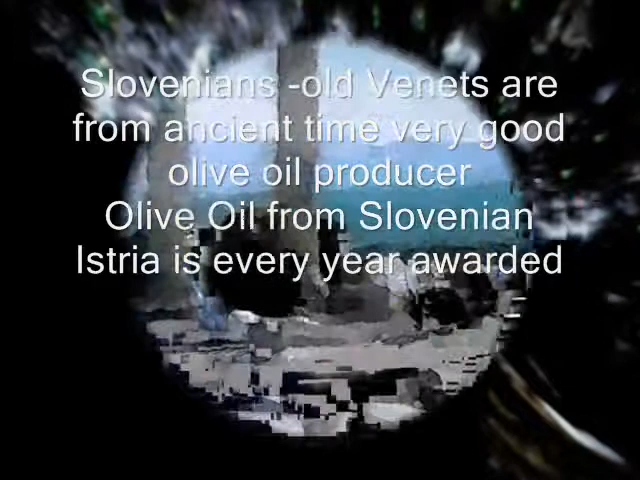 Slovenians -old Venets are
from ancient time very good
olive oil producer
Olive Oil from Slovenian
Istria is every year awarded